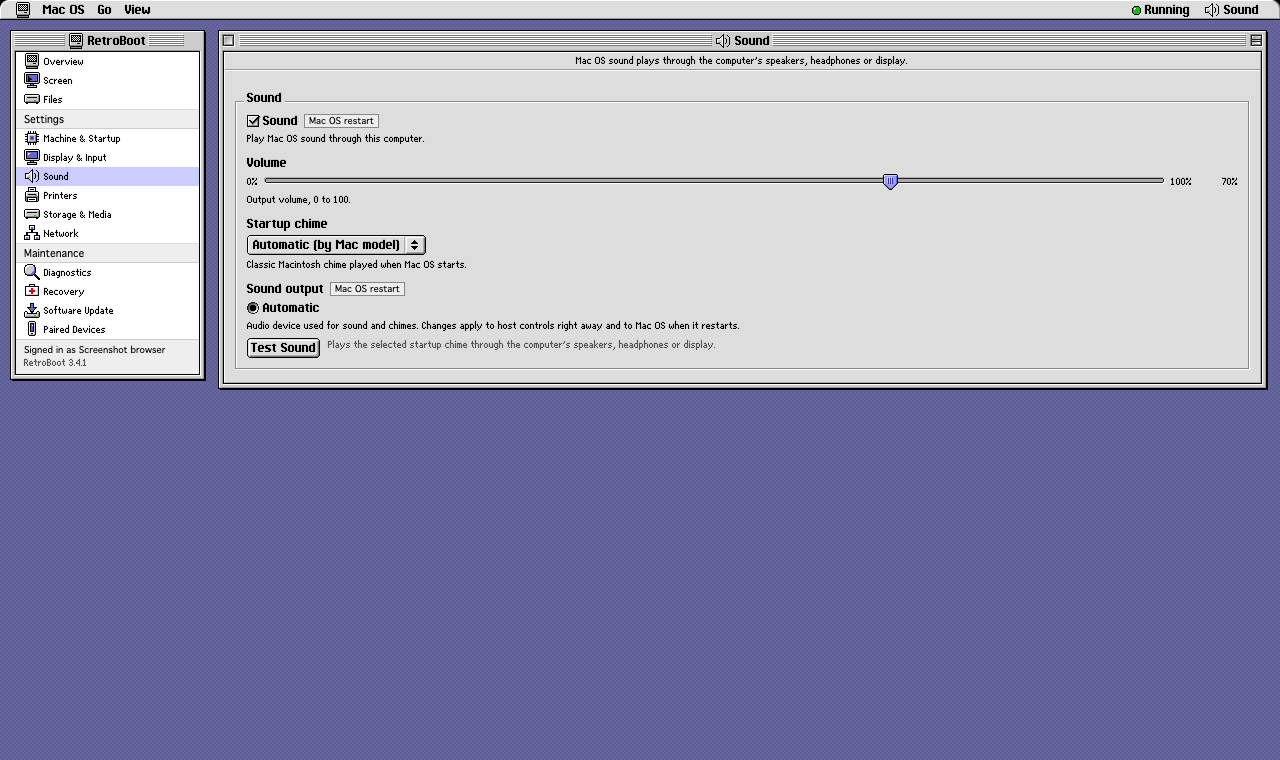 Mac OS Go View
Running Sound
RetroBoot
Overview
Screen
Files
Settings
Machine & Startup
Display & Input
Sound
Printers
Storage & Media
Network
Maintenance
Diagnostics
Recovery
Software Update
Paired Devices
Signed in as Screenshot browser
RetroBoot 3.4.1
Sound
Mac OS sound plays through the computer's speakers, headphones or display.
Sound
Sound Mac OS restart
Play Mac OS sound through this computer.
Volume
0% 100% 70%
Output volume, 0 to 100.
Startup chime
Automatic (by Mac model)
Classic Macintosh chime played when Mac OS starts.
Sound output Mac OS restart
Automatic
Audio device used for sound and chimes. Changes apply to host controls right away and to Mac OS when it restarts.
Test Sound Plays the selected startup chime through the computer's speakers, headphones or display.